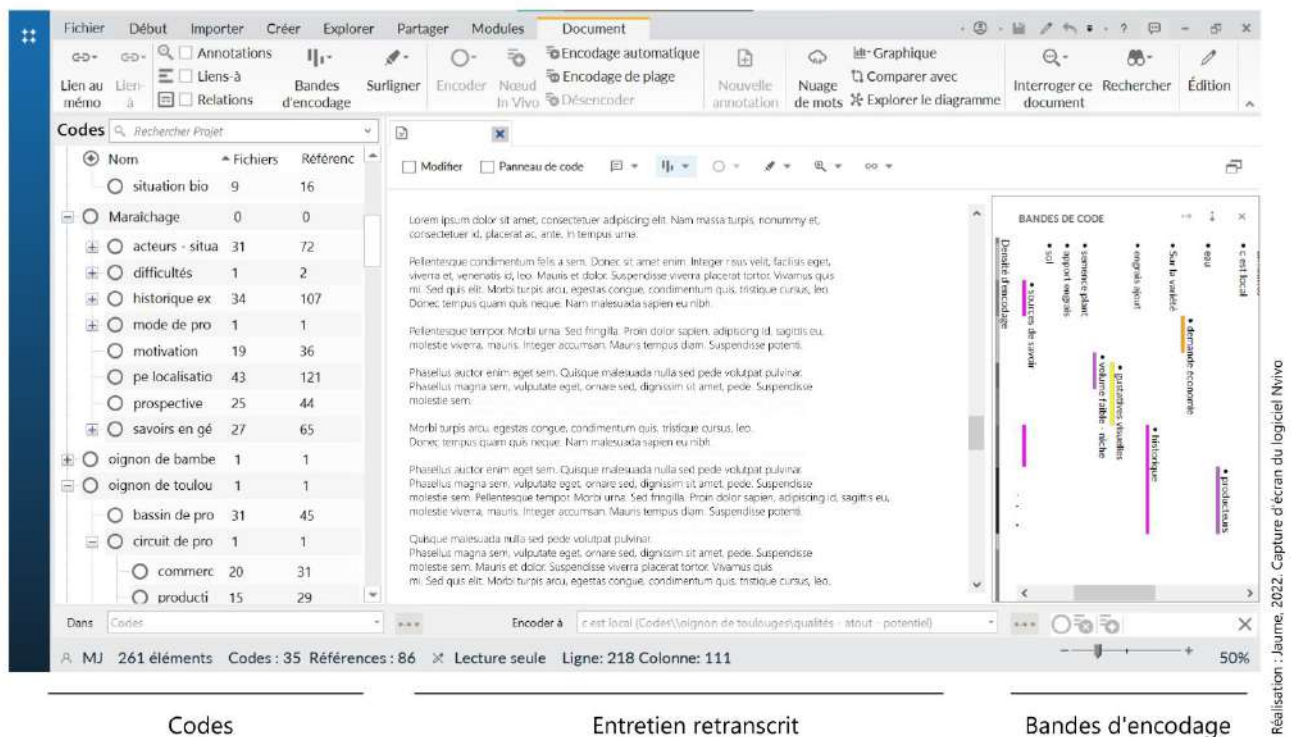 Fichier Début Importer Créer Explorer Partager Modules Document
Annotations
Liens-à
Relations
Lien au mémo
Lien-à
Bandes d'encodage
Surligner
Encoder
Nœud In Vivo
Encodage automatique
Encodage de plage
Désencoder
Nouvelle annotation
Nuage de mots
Graphique
Comparer avec
Explorer le diagramme
Interroger ce document
Rechercher
Édition
Codes Rechercher Projet
Nom Fichiers Référenc
situation bio 9 16
Maraîchage 0 0
acteurs - situa 31 72
difficultés 1 2
historique ex 34 107
mode de pro 1 1
motivation 19 36
pe localisatio 43 121
prospective 25 44
savoirs en gé 27 65
oignon de bambe 1 1
oignon de toulou 1 1
bassin de pro 31 45
circuit de pro 1 1
commerc 20 31
producti 15 29
Modifier Panneau de code
Lorem ipsum dolor sit amet, consectetuer adipiscing elit. Nam massa turpis, nonummy et,
consectetuer id, placerat ac, ante. In tempus urna.
Pellentesque condimentum felis a sem. Donec sit amet enim. Integer risus velit, facilisis eget,
viverra et, venenatis id, leo. Mauris et dolor. Suspendisse viverra placerat tortor. Vivamus quis
mi. Sed quis elit. Morbi turpis arcu, egestas congue, condimentum quis, tristique cursus, leo.
Donec tempus quam quis neque. Nam malesuada sapien eu nibh.
Pellentesque tempor. Morbi urna. Sed fringilla. Proin dolor sapien, adipiscing id, sagittis eu,
molestie viverra, mauris. Integer accumsan. Mauris tempus diam. Suspendisse potenti.
Phasellus auctor enim eget sem. Quisque malesuada nulla sed pede volutpat pulvinar.
Phasellus magna sem, vulputate eget, ornare sed, dignissim sit amet, pede. Suspendisse
molestie sem.
Morbi turpis arcu, egestas congue, condimentum quis, tristique cursus, leo.
Donec tempus quam quis neque. Nam malesuada sapien eu nibh.
Phasellus auctor enim eget sem. Quisque malesuada nulla sed pede volutpat pulvinar.
Phasellus magna sem, vulputate eget, ornare sed, dignissim sit amet, pede. Suspendisse
molestie sem. Pellentesque tempor. Morbi urna. Sed fringilla. Proin dolor sapien, adipiscing id, sagittis eu,
molestie viverra, mauris. Integer accumsan. Mauris tempus diam. Suspendisse potenti.
Quisque malesuada nulla sed pede volutpat pulvinar.
Phasellus magna sem, vulputate eget, ornare sed, dignissim sit amet, pede. Suspendisse
molestie sem. Mauris et dolor. Suspendisse viverra placerat tortor. Vivamus quis
mi. Sed quis elit. Morbi turpis arcu, egestas congue, condimentum quis, tristique cursus, leo.
BANDES DE CODE
c est local
producteurs
eau
demande économie
Sur la variété
historique
engrais ajout
gustatives visuelles
volume faible - niche
semence plant
apport engrais
sol
sources de savoir
Densité d'encodage
Dans Codes
Encoder à c est local (Codes\\oignon de toulouges\qualités - atout - potentiel)
MJ 261 éléments Codes : 35 Références : 86 Lecture seule Ligne: 218 Colonne: 111
50%
Codes
Entretien retranscrit
Bandes d'encodage
Réalisation : Jaume, 2022. Capture d'écran du logiciel Nvivo